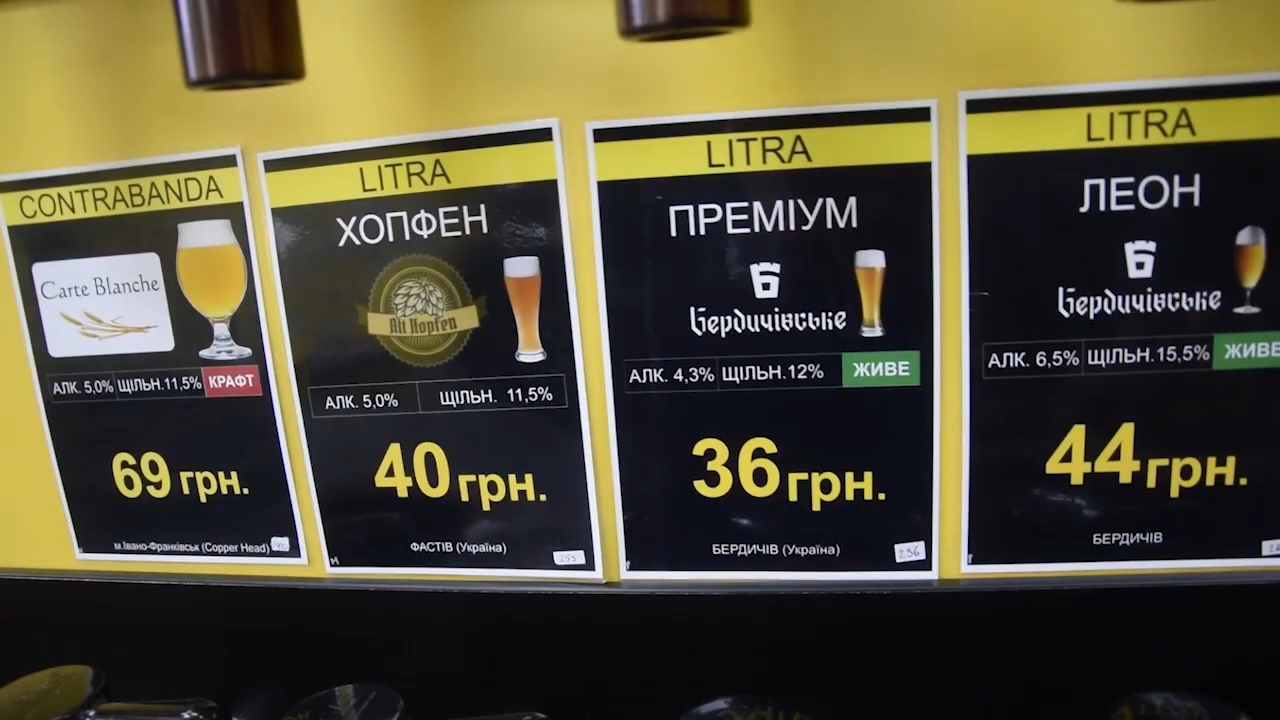 CONTRABANDA
Carte Blanche
АЛК. 5,0% ЩІЛЬН.11,5% КРАФТ
69 грн.
м.Івано-Франківськ (Copper Head)
LITRA
ХОПФЕН
Alt Hopfen
АЛК. 5,0% ЩІЛЬН. 11,5%
40 грн.
ФАСТІВ (Україна)
LITRA
ПРЕМІУМ
Бердичівське
АЛК. 4,3% ЩІЛЬН.12% ЖИВЕ
36 грн.
БЕРДИЧІВ (Україна)
236
LITRA
ЛЕОН
Бердичівське
АЛК. 6,5% ЩІЛЬН.15,5% ЖИВЕ
44 грн.
БЕРДИЧІВ